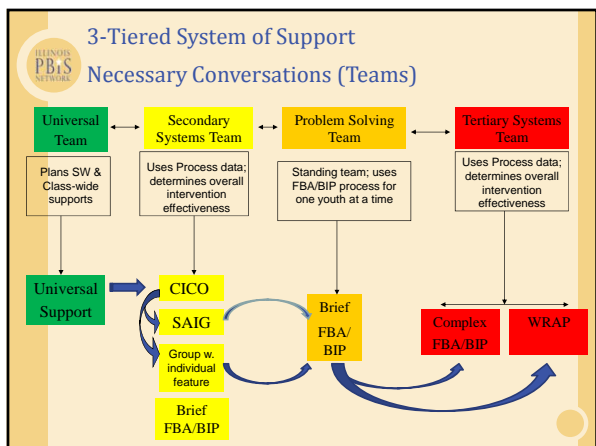 3-Tiered System of Support
ILLINOIS
PBIS
NETWORK
Necessary Conversations (Teams)
Universal
Team
Secondary
Systems Team
Problem Solving
Team
Tertiary Systems
Team
Plans SW &
Class-wide
supports
Uses Process data;
determines overall
intervention
effectiveness
Standing team; uses
FBA/BIP process for
one youth at a time
Uses Process data;
determines overall
intervention
effectiveness
Universal
Support
CICO
SAIG
Group w.
individual
feature
Brief
FBA/BIP
Brief
FBA/
BIP
Complex
FBA/BIP
WRAP